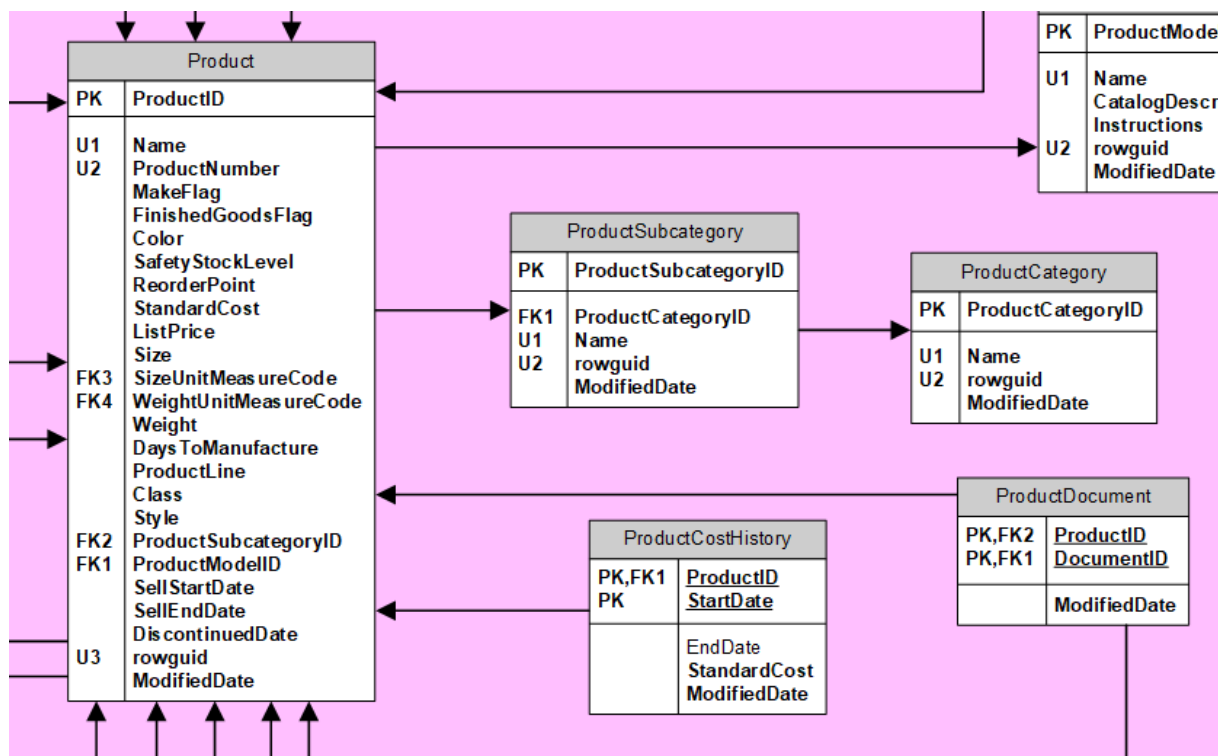 Product
PK ProductID
U1 Name
U2 ProductNumber
MakeFlag
FinishedGoodsFlag
Color
SafetyStockLevel
ReorderPoint
StandardCost
ListPrice
Size
FK3 SizeUnitMeasureCode
FK4 WeightUnitMeasureCode
Weight
DaysToManufacture
ProductLine
Class
Style
FK2 ProductSubcategoryID
FK1 ProductModelID
SellStartDate
SellEndDate
DiscontinuedDate
U3 rowguid
ModifiedDate
PK ProductMode
U1 Name
CatalogDescr
Instructions
U2 rowguid
ModifiedDate
ProductSubcategory
PK ProductSubcategoryID
FK1 ProductCategoryID
U1 Name
U2 rowguid
ModifiedDate
ProductCategory
PK ProductCategoryID
U1 Name
U2 rowguid
ModifiedDate
ProductCostHistory
PK,FK1 ProductID
PK StartDate
EndDate
StandardCost
ModifiedDate
ProductDocument
PK,FK2 ProductID
PK,FK1 DocumentID
ModifiedDate